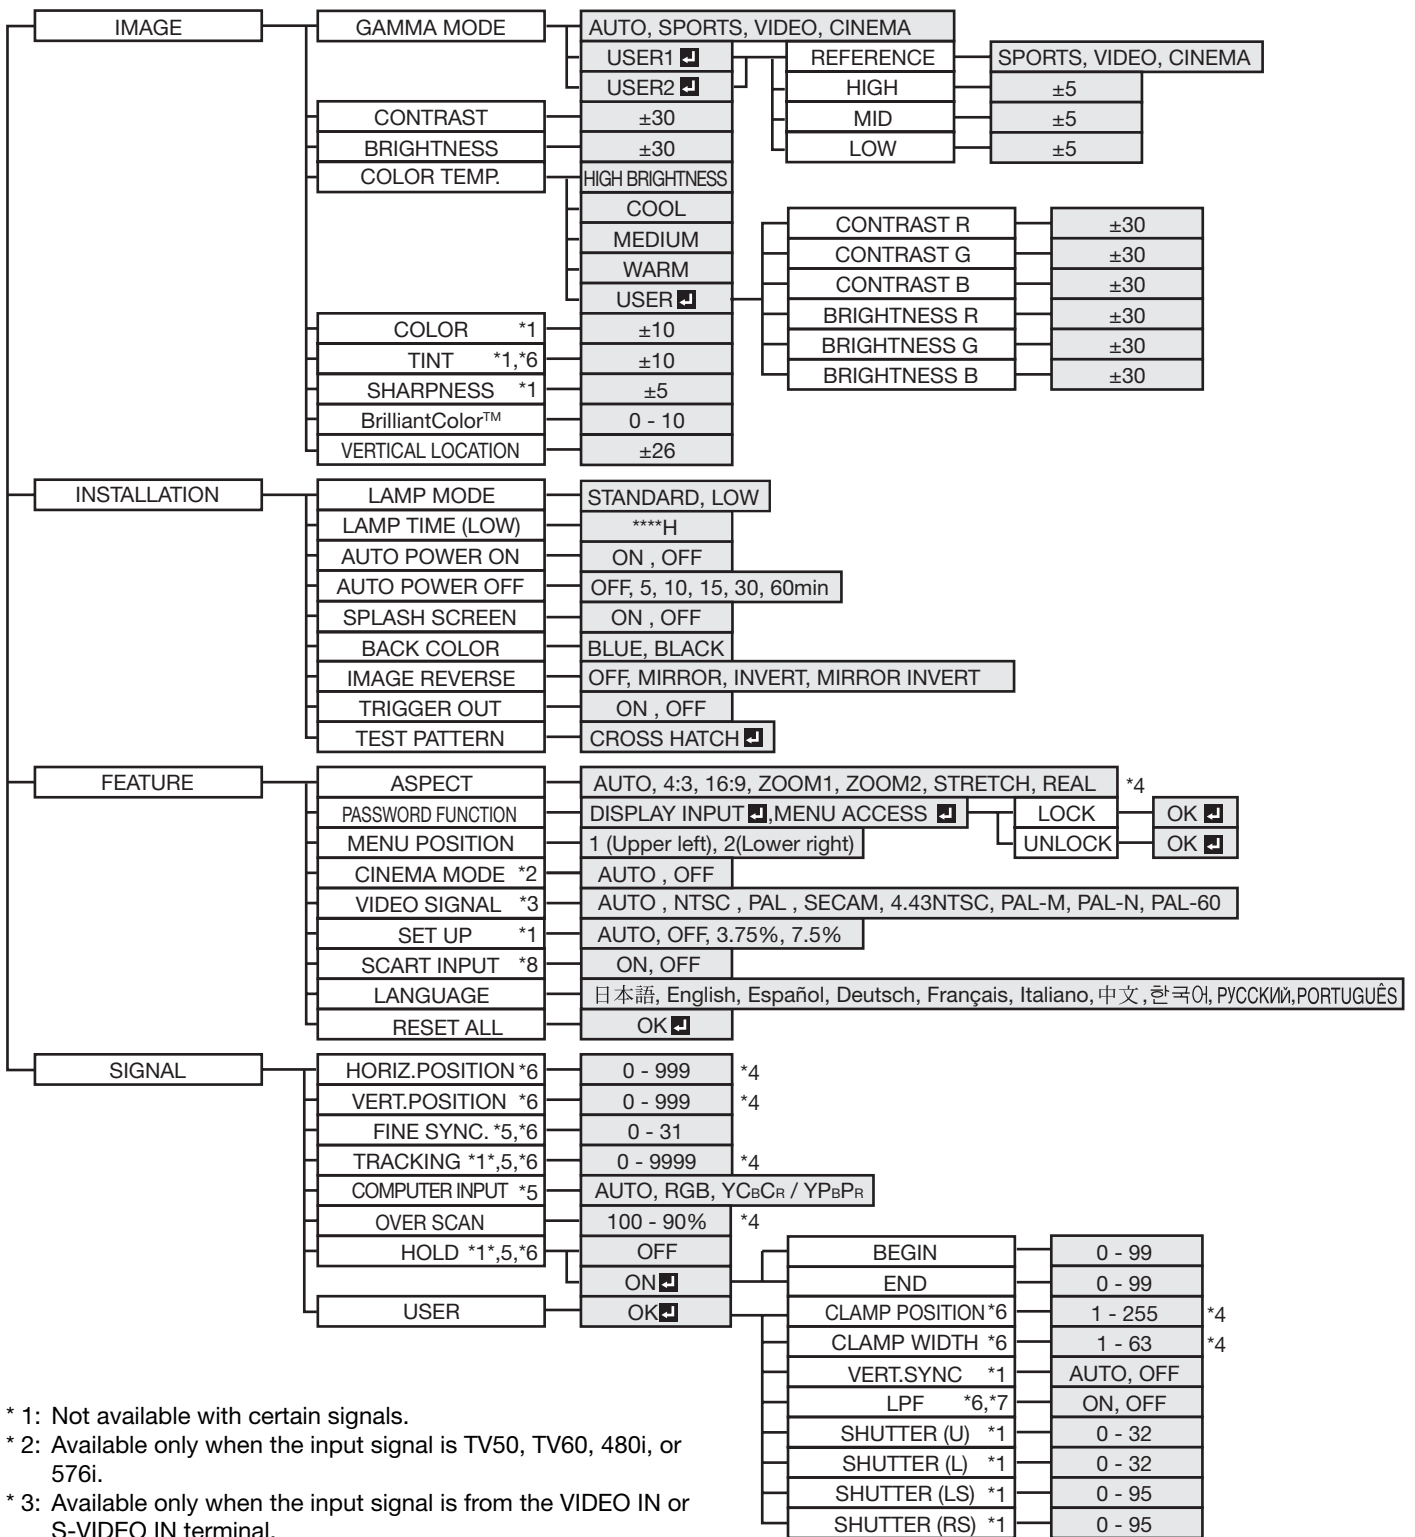 IMAGE GAMMA MODE AUTO, SPORTS, VIDEO, CINEMA
USER1 REFERENCE SPORTS, VIDEO, CINEMA
USER2 HIGH ±5
CONTRAST ±30 MID ±5
BRIGHTNESS ±30 LOW ±5
COLOR TEMP. HIGH BRIGHTNESS
COOL CONTRAST R ±30
MEDIUM CONTRAST G ±30
WARM CONTRAST B ±30
USER BRIGHTNESS R ±30
COLOR *1 ±10 BRIGHTNESS G ±30
TINT *1,*6 ±10 BRIGHTNESS B ±30
SHARPNESS *1 ±5
BrilliantColor™ 0 - 10
VERTICAL LOCATION ±26
INSTALLATION LAMP MODE STANDARD, LOW
LAMP TIME (LOW) ****H
AUTO POWER ON ON , OFF
AUTO POWER OFF OFF, 5, 10, 15, 30, 60min
SPLASH SCREEN ON , OFF
BACK COLOR BLUE, BLACK
IMAGE REVERSE OFF, MIRROR, INVERT, MIRROR INVERT
TRIGGER OUT ON , OFF
TEST PATTERN CROSS HATCH
FEATURE ASPECT AUTO, 4:3, 16:9, ZOOM1, ZOOM2, STRETCH, REAL *4
PASSWORD FUNCTION DISPLAY INPUT ,MENU ACCESS LOCK OK
MENU POSITION 1 (Upper left), 2(Lower right) UNLOCK OK
CINEMA MODE *2 AUTO , OFF
VIDEO SIGNAL *3 AUTO , NTSC , PAL , SECAM, 4.43NTSC, PAL-M, PAL-N, PAL-60
SET UP *1 AUTO, OFF, 3.75%, 7.5%
SCART INPUT *8 ON, OFF
LANGUAGE 日本語, English, Español, Deutsch, Français, Italiano, 中文, 한국어, РУССКИЙ, PORTUGUÊS
RESET ALL OK
SIGNAL HORIZ.POSITION *6 0 - 999 *4
VERT.POSITION *6 0 - 999 *4
FINE SYNC. *5,*6 0 - 31
TRACKING *1*,5,*6 0 - 9999 *4
COMPUTER INPUT *5 AUTO, RGB, YCBCR / YPBPR
OVER SCAN 100 - 90% *4
HOLD *1*,5,*6 OFF BEGIN 0 - 99
ON END 0 - 99
USER OK CLAMP POSITION *6 1 - 255 *4
CLAMP WIDTH *6 1 - 63 *4
VERT.SYNC *1 AUTO, OFF
LPF *6,*7 ON, OFF
SHUTTER (U) *1 0 - 32
SHUTTER (L) *1 0 - 32
SHUTTER (LS) *1 0 - 95
SHUTTER (RS) *1 0 - 95
* 1: Not available with certain signals.
* 2: Available only when the input signal is TV50, TV60, 480i, or
576i.
* 3: Available only when the input signal is from the VIDEO IN or
S-VIDEO IN terminal.